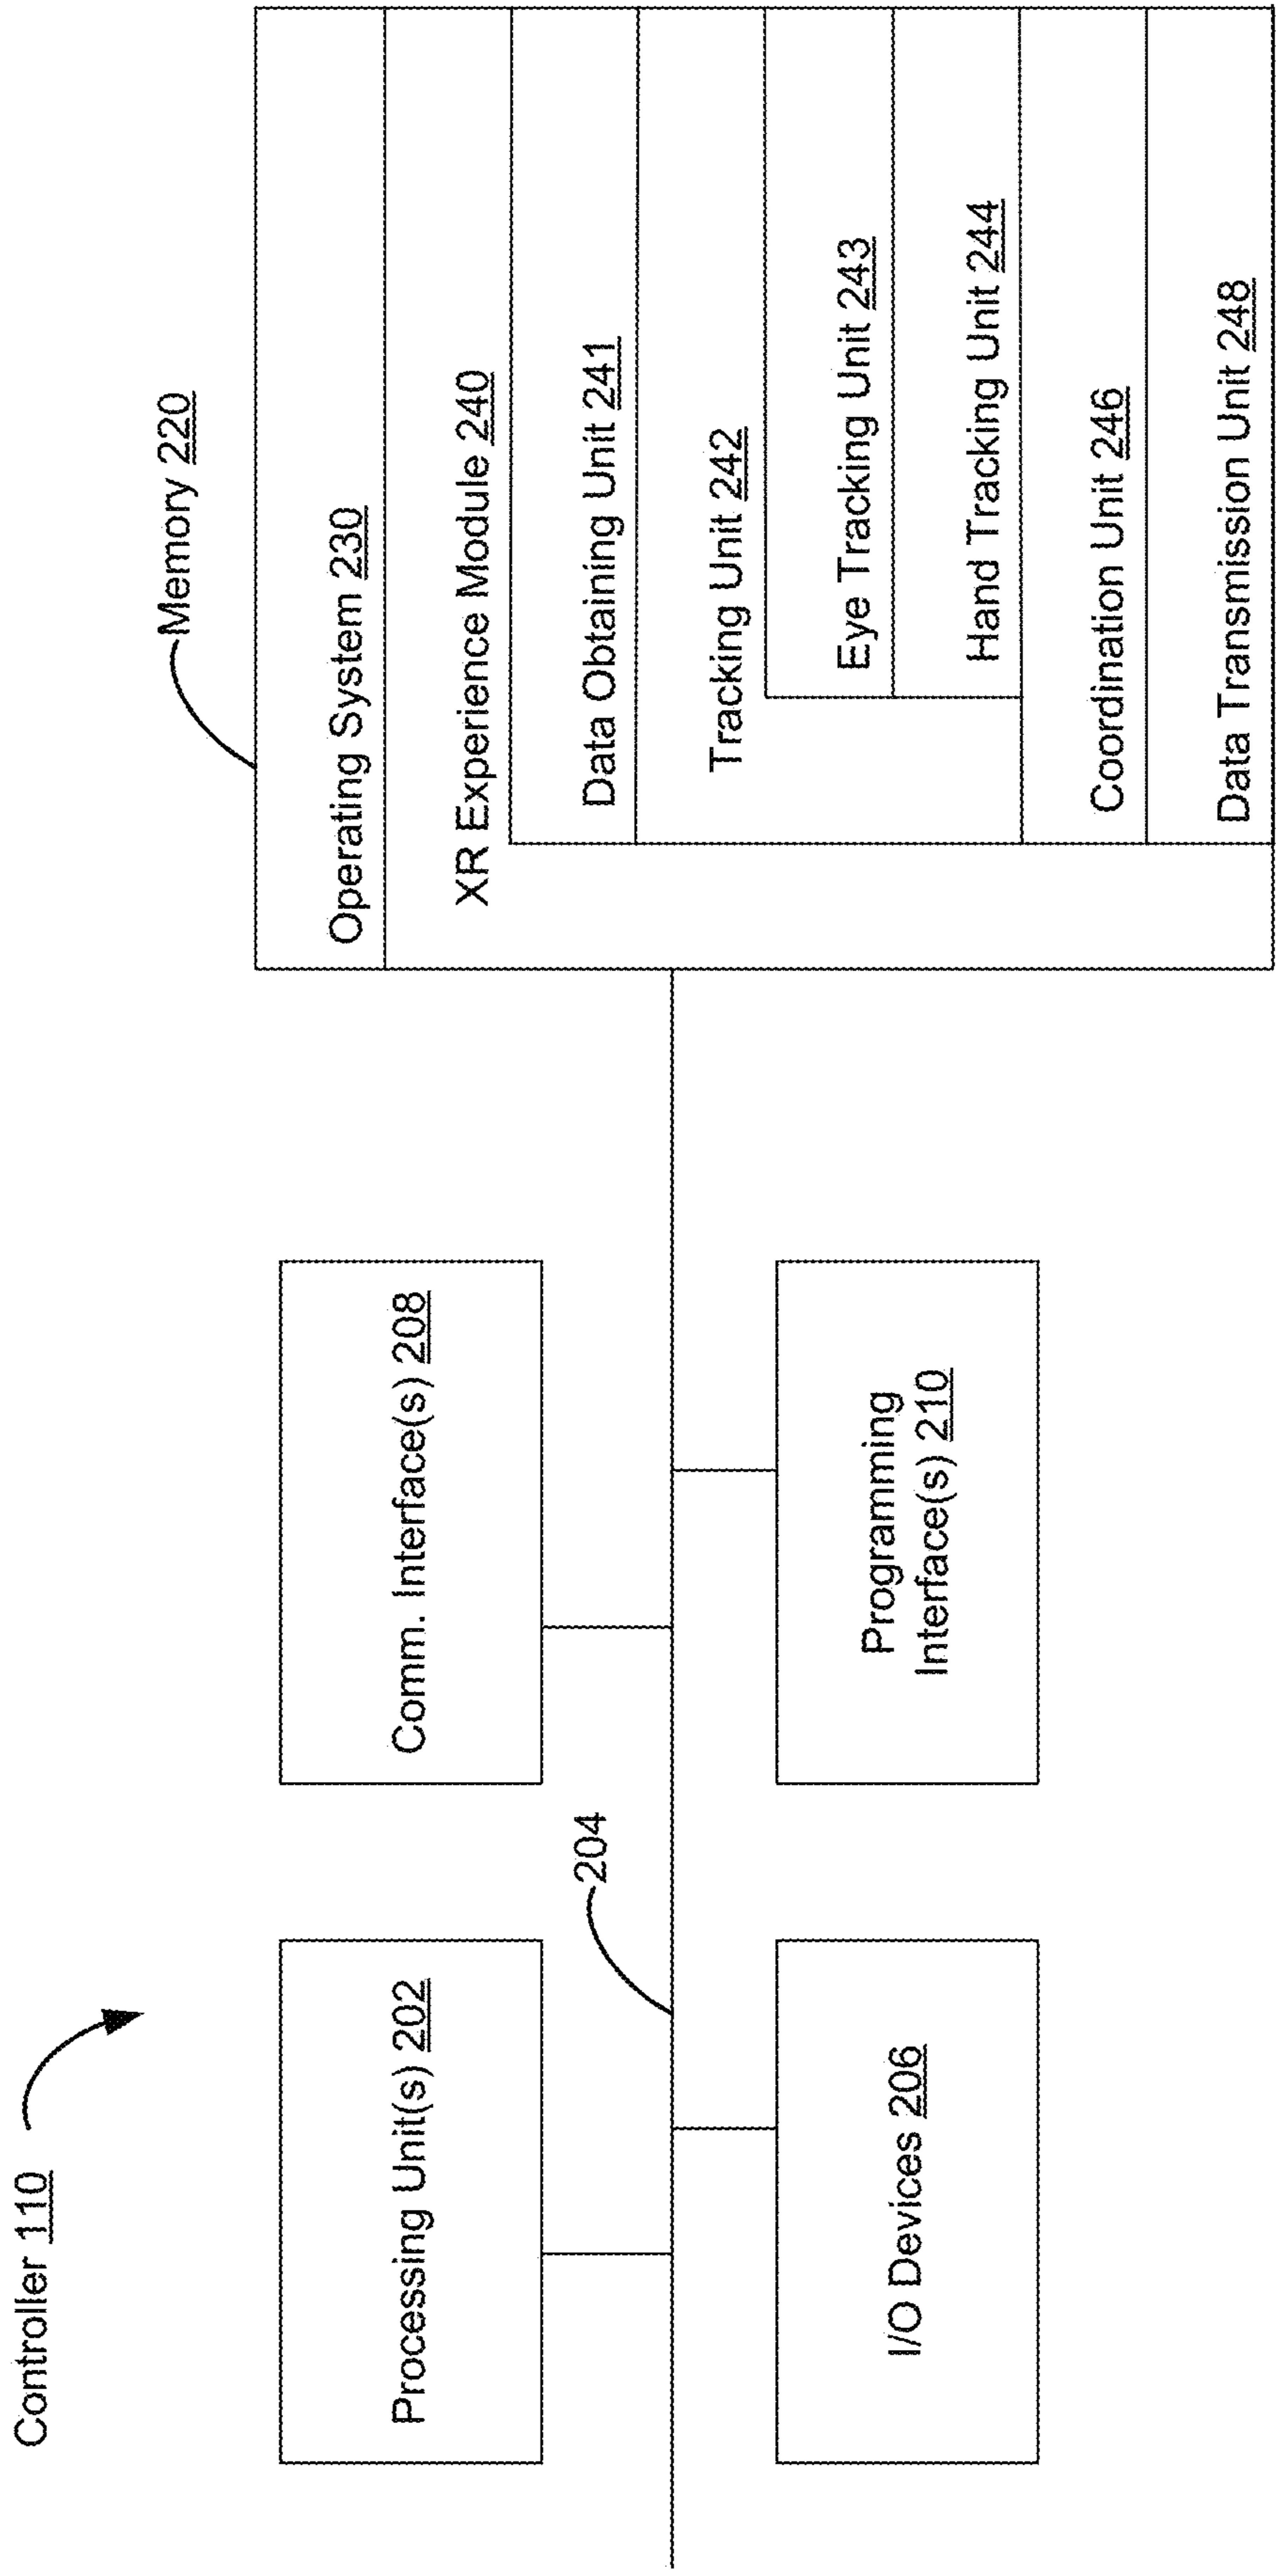 Controller 110
Processing Unit(s) 202
Comm. Interface(s) 208
204
I/O Devices 206
Programming
Interface(s) 210
Memory 220
Operating System 230
XR Experience Module 240
Data Obtaining Unit 241
Tracking Unit 242
Eye Tracking Unit 243
Hand Tracking Unit 244
Coordination Unit 246
Data Transmission Unit 248